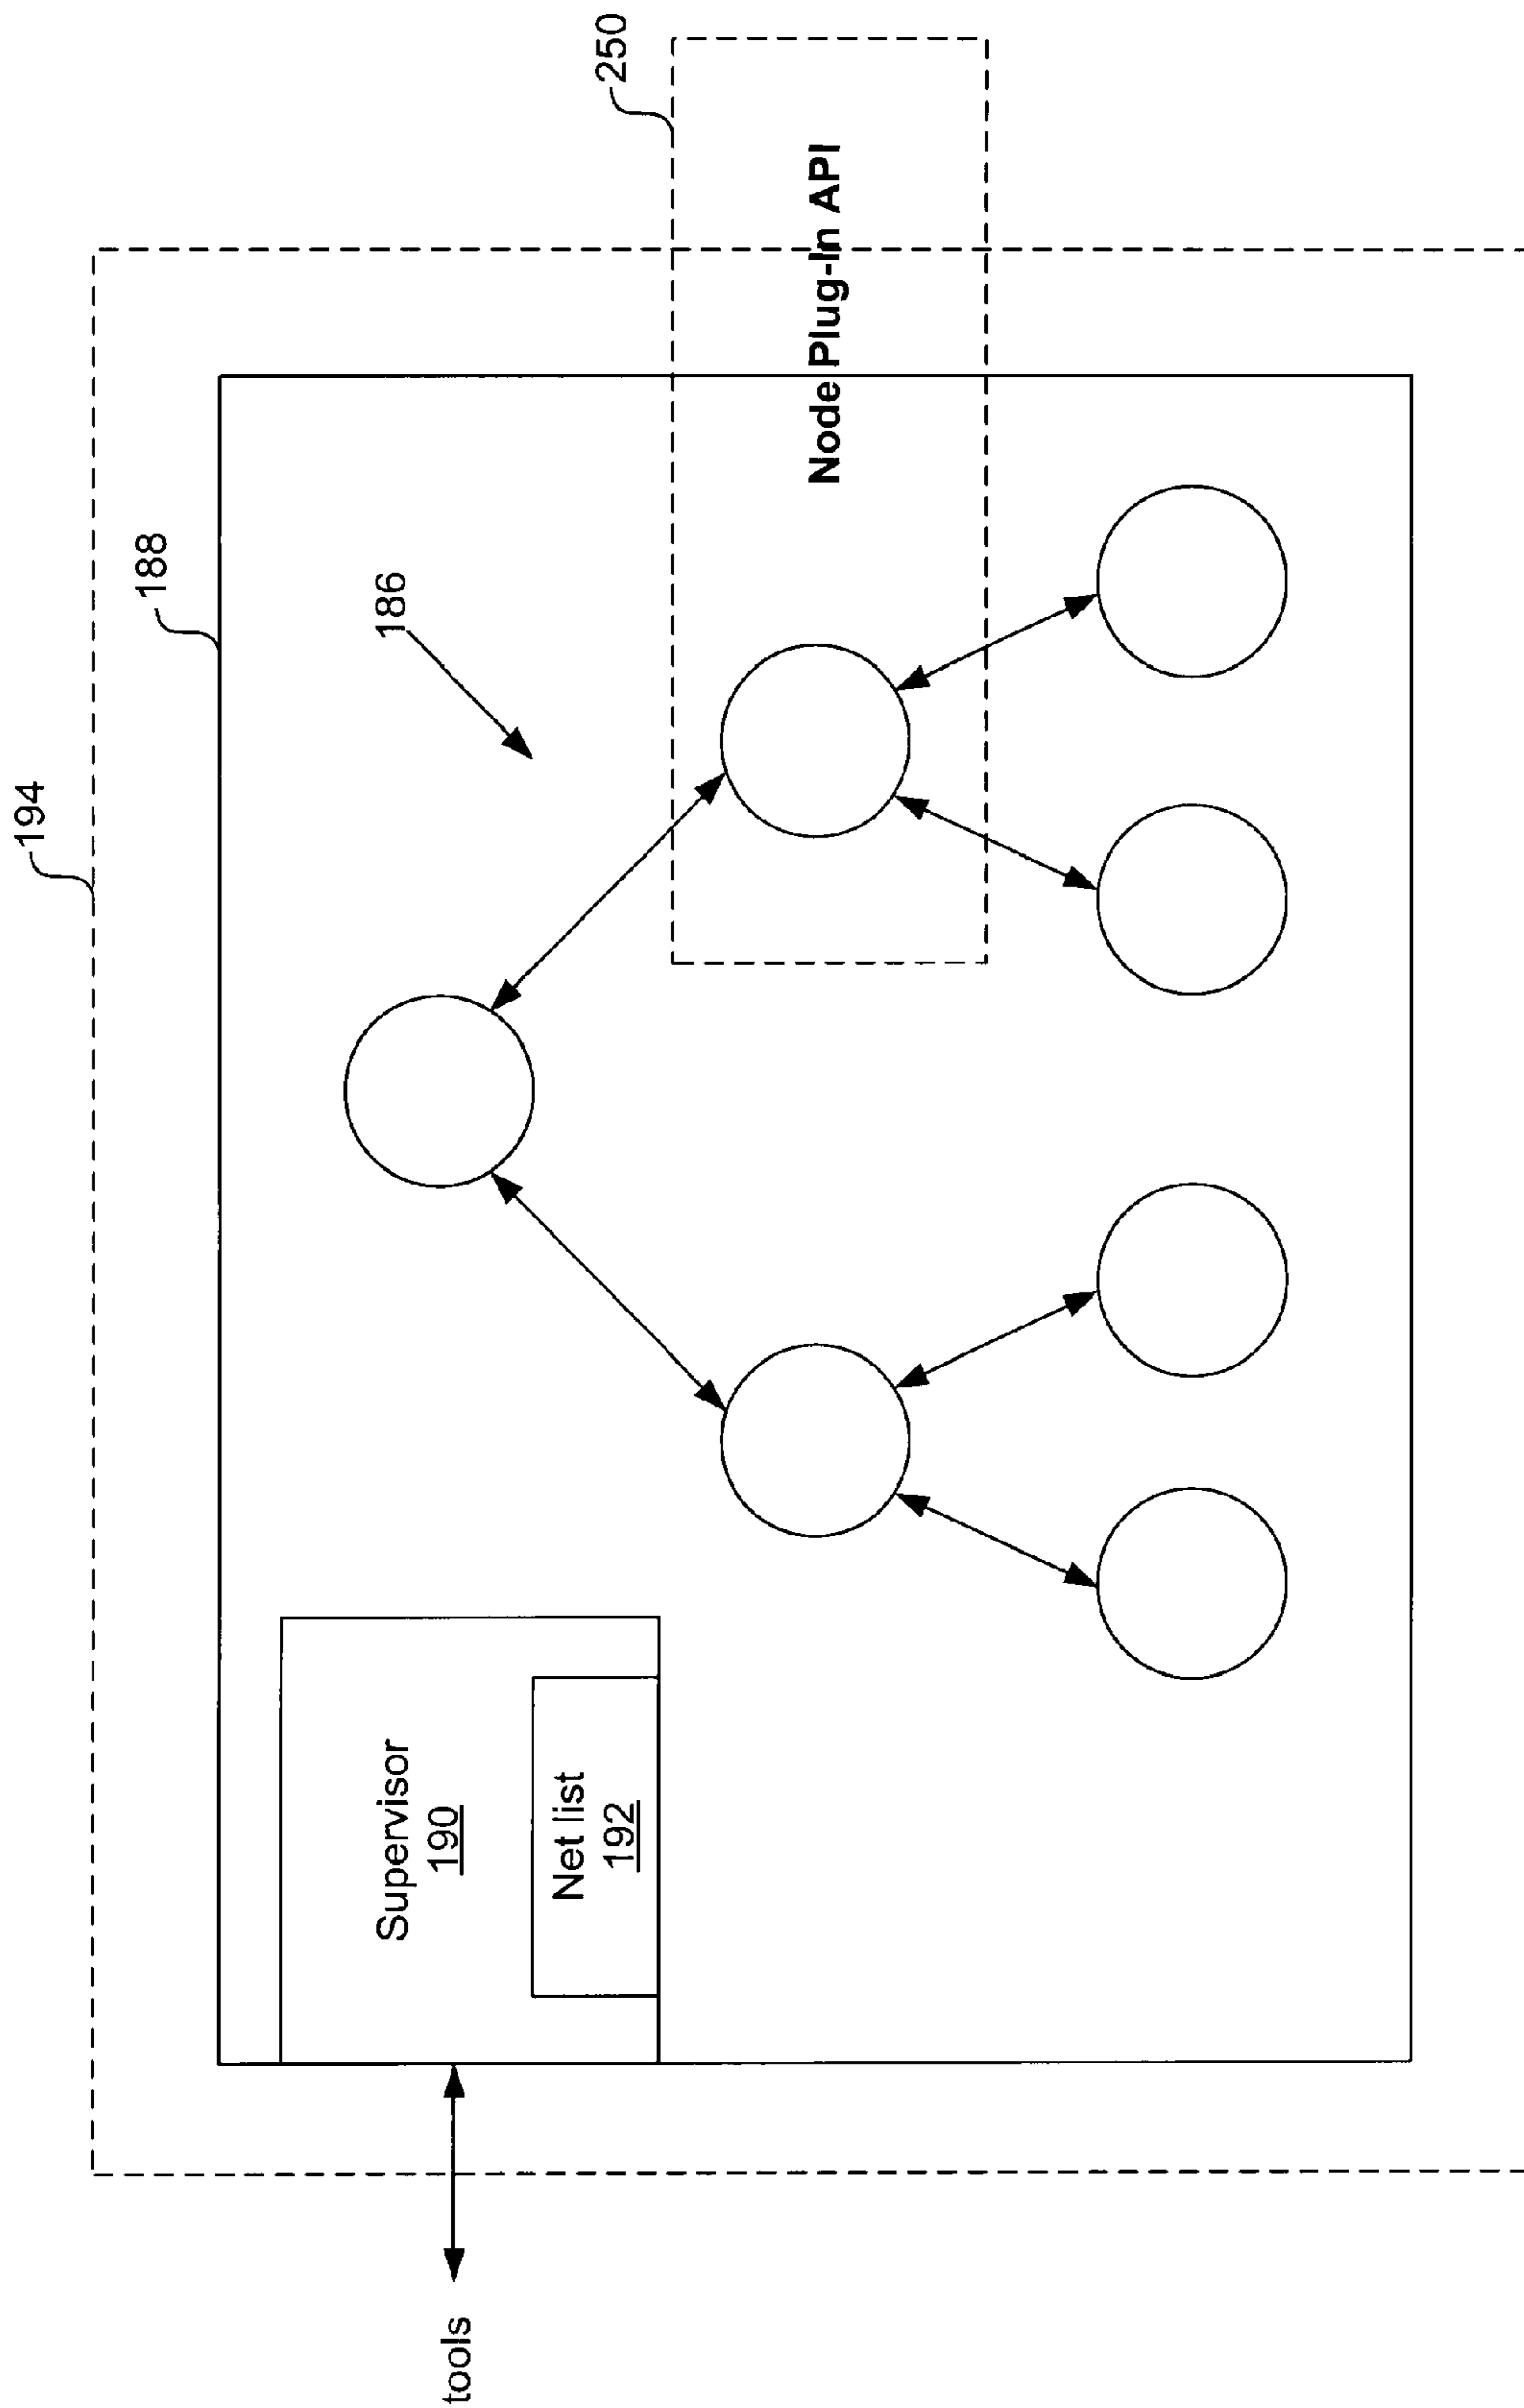 194
188
186
250
Supervisor
190
Net list
192
tools
Node Plug-In API